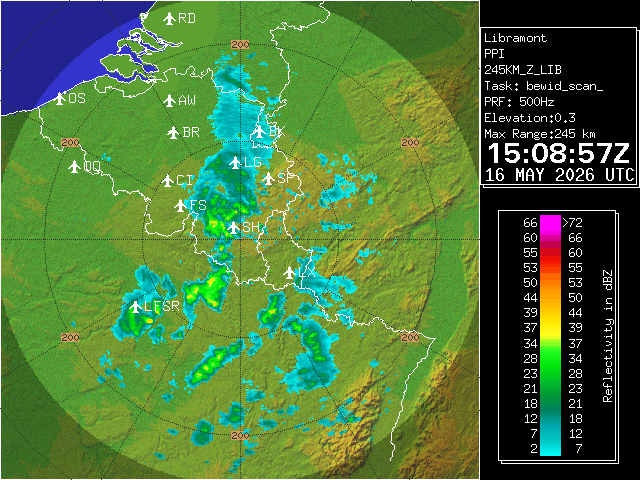 RD
200
OS
AW
BR
BK
200
200
QQ
LG
CI
SP
FS
SH
LX
LFSR
200
200
200
Libramont
PPI
245KM_Z_LIB
Task: bewid_scan_
PRF: 500Hz
Elevation:0.3
Max Range:245 km
15:08:57Z
16 MAY 2026 UTC
66 >72
60 66
55 60
53 55
50 53
44 50
39 44
37 39
34 37
28 34
23 28
21 23
18 21
12 18
7 12
2 7
Reflectivity in dBZ